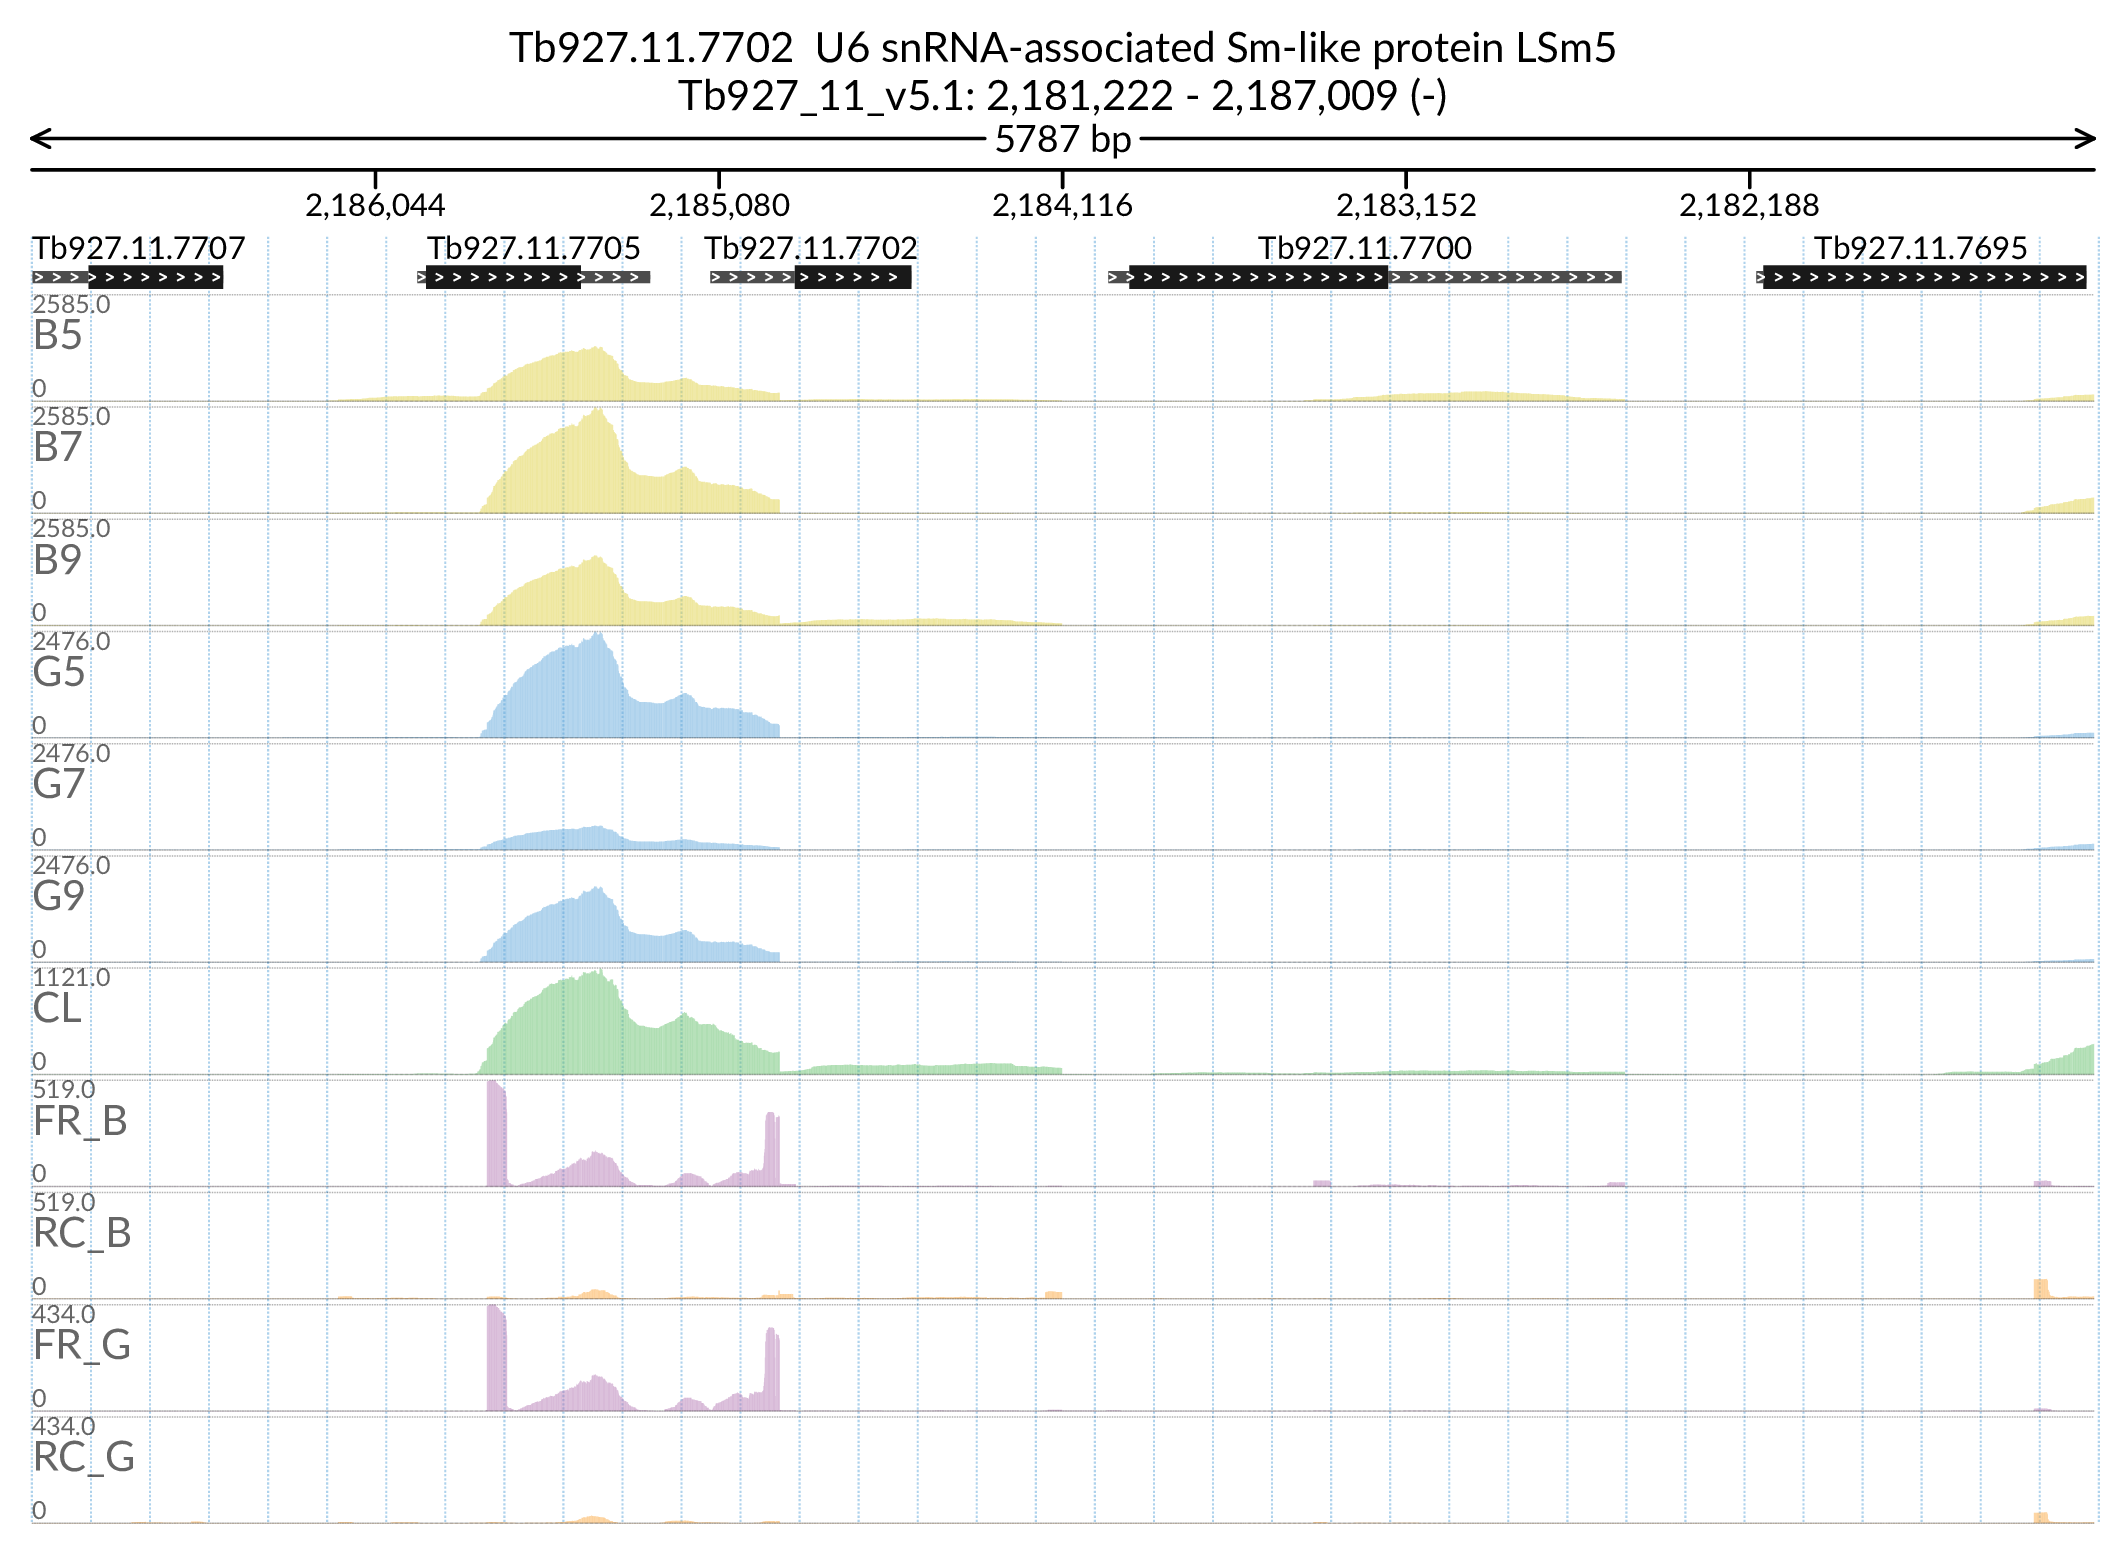 Tb927.11.7702  U6 snRNA-associated Sm-like protein LSm5
Tb927_11_v5.1: 2,181,222 - 2,187,009 (-)
5787 bp
2,186,044 2,185,080 2,184,116 2,183,152 2,182,188
Tb927.11.7707 Tb927.11.7705 Tb927.11.7702 Tb927.11.7700 Tb927.11.7695
2585.0
B5
0
2585.0
B7
0
2585.0
B9
0
2476.0
G5
0
2476.0
G7
0
2476.0
G9
0
1121.0
CL
0
519.0
FR_B
0
519.0
RC_B
0
434.0
FR_G
0
434.0
RC_G
0